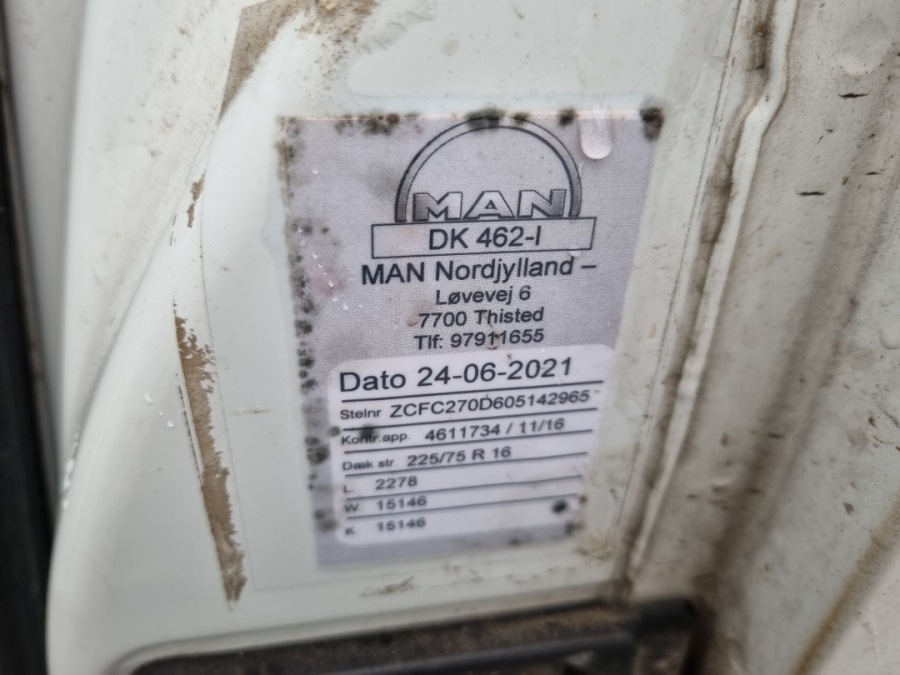 MAN
DK 462-I
MAN Nordjylland –
Løvevej 6
7700 Thisted
Tlf: 97911655
Dato 24-06-2021
Stelnr ZCFC270D605142965
Kontr.app. 4611734 / 11/16
Dæk str. 225/75 R 16
L 2278
W 15146
K 15146